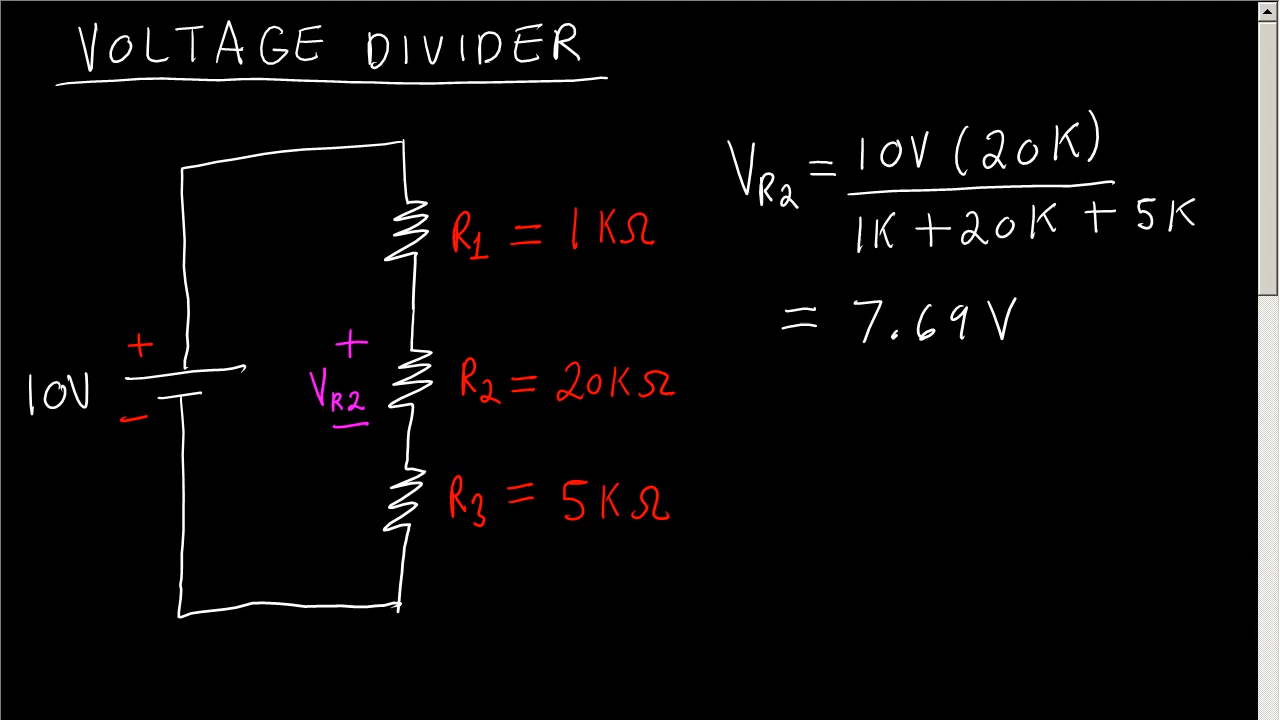 VOLTAGE DIVIDER
10V
+
-
+
VR2
-
R1 = 1KΩ
R2 = 20KΩ
R3 = 5KΩ
VR2 = 10V (20K)
1K + 20K + 5K
= 7.69V